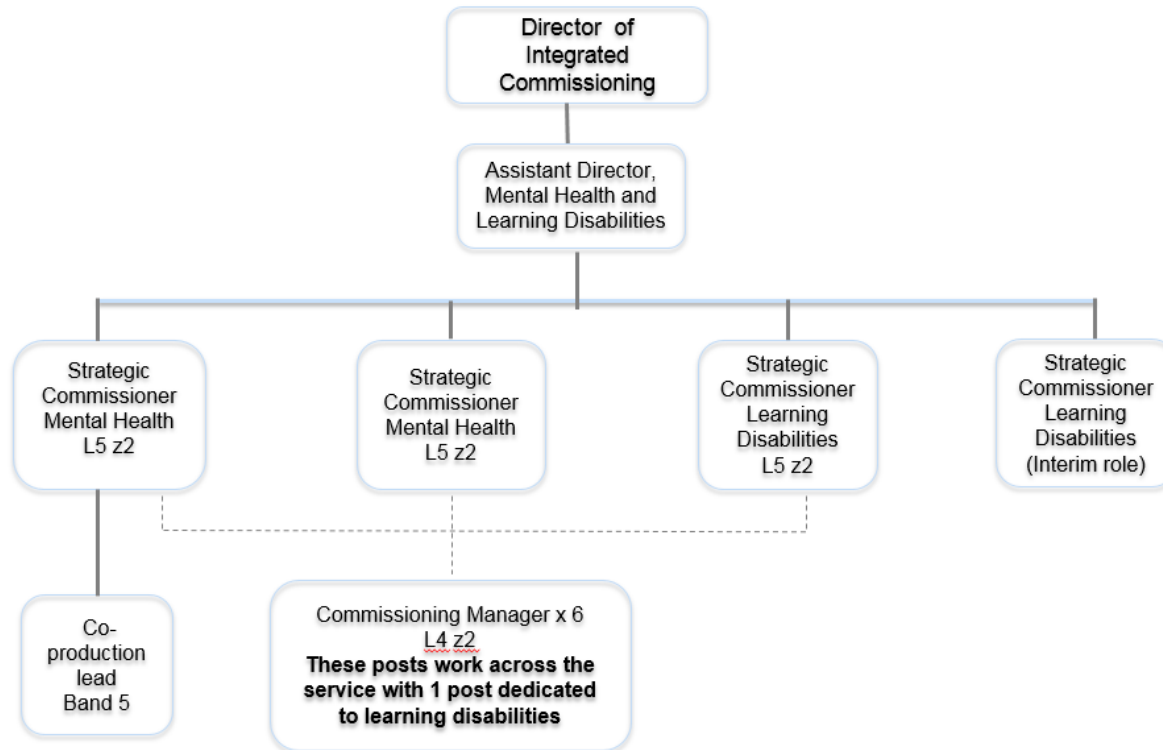 Director of
Integrated
Commissioning
Assistant Director,
Mental Health and
Learning Disabilities
Strategic
Commissioner
Mental Health
L5 z2
Strategic
Commissioner
Mental Health
L5 z2
Strategic
Commissioner
Learning
Disabilities
L5 z2
Strategic
Commissioner
Learning
Disabilities
(Interim role)
Co-
production
lead
Band 5
Commissioning Manager x 6
L4 z2
These posts work across the
service with 1 post dedicated
to learning disabilities